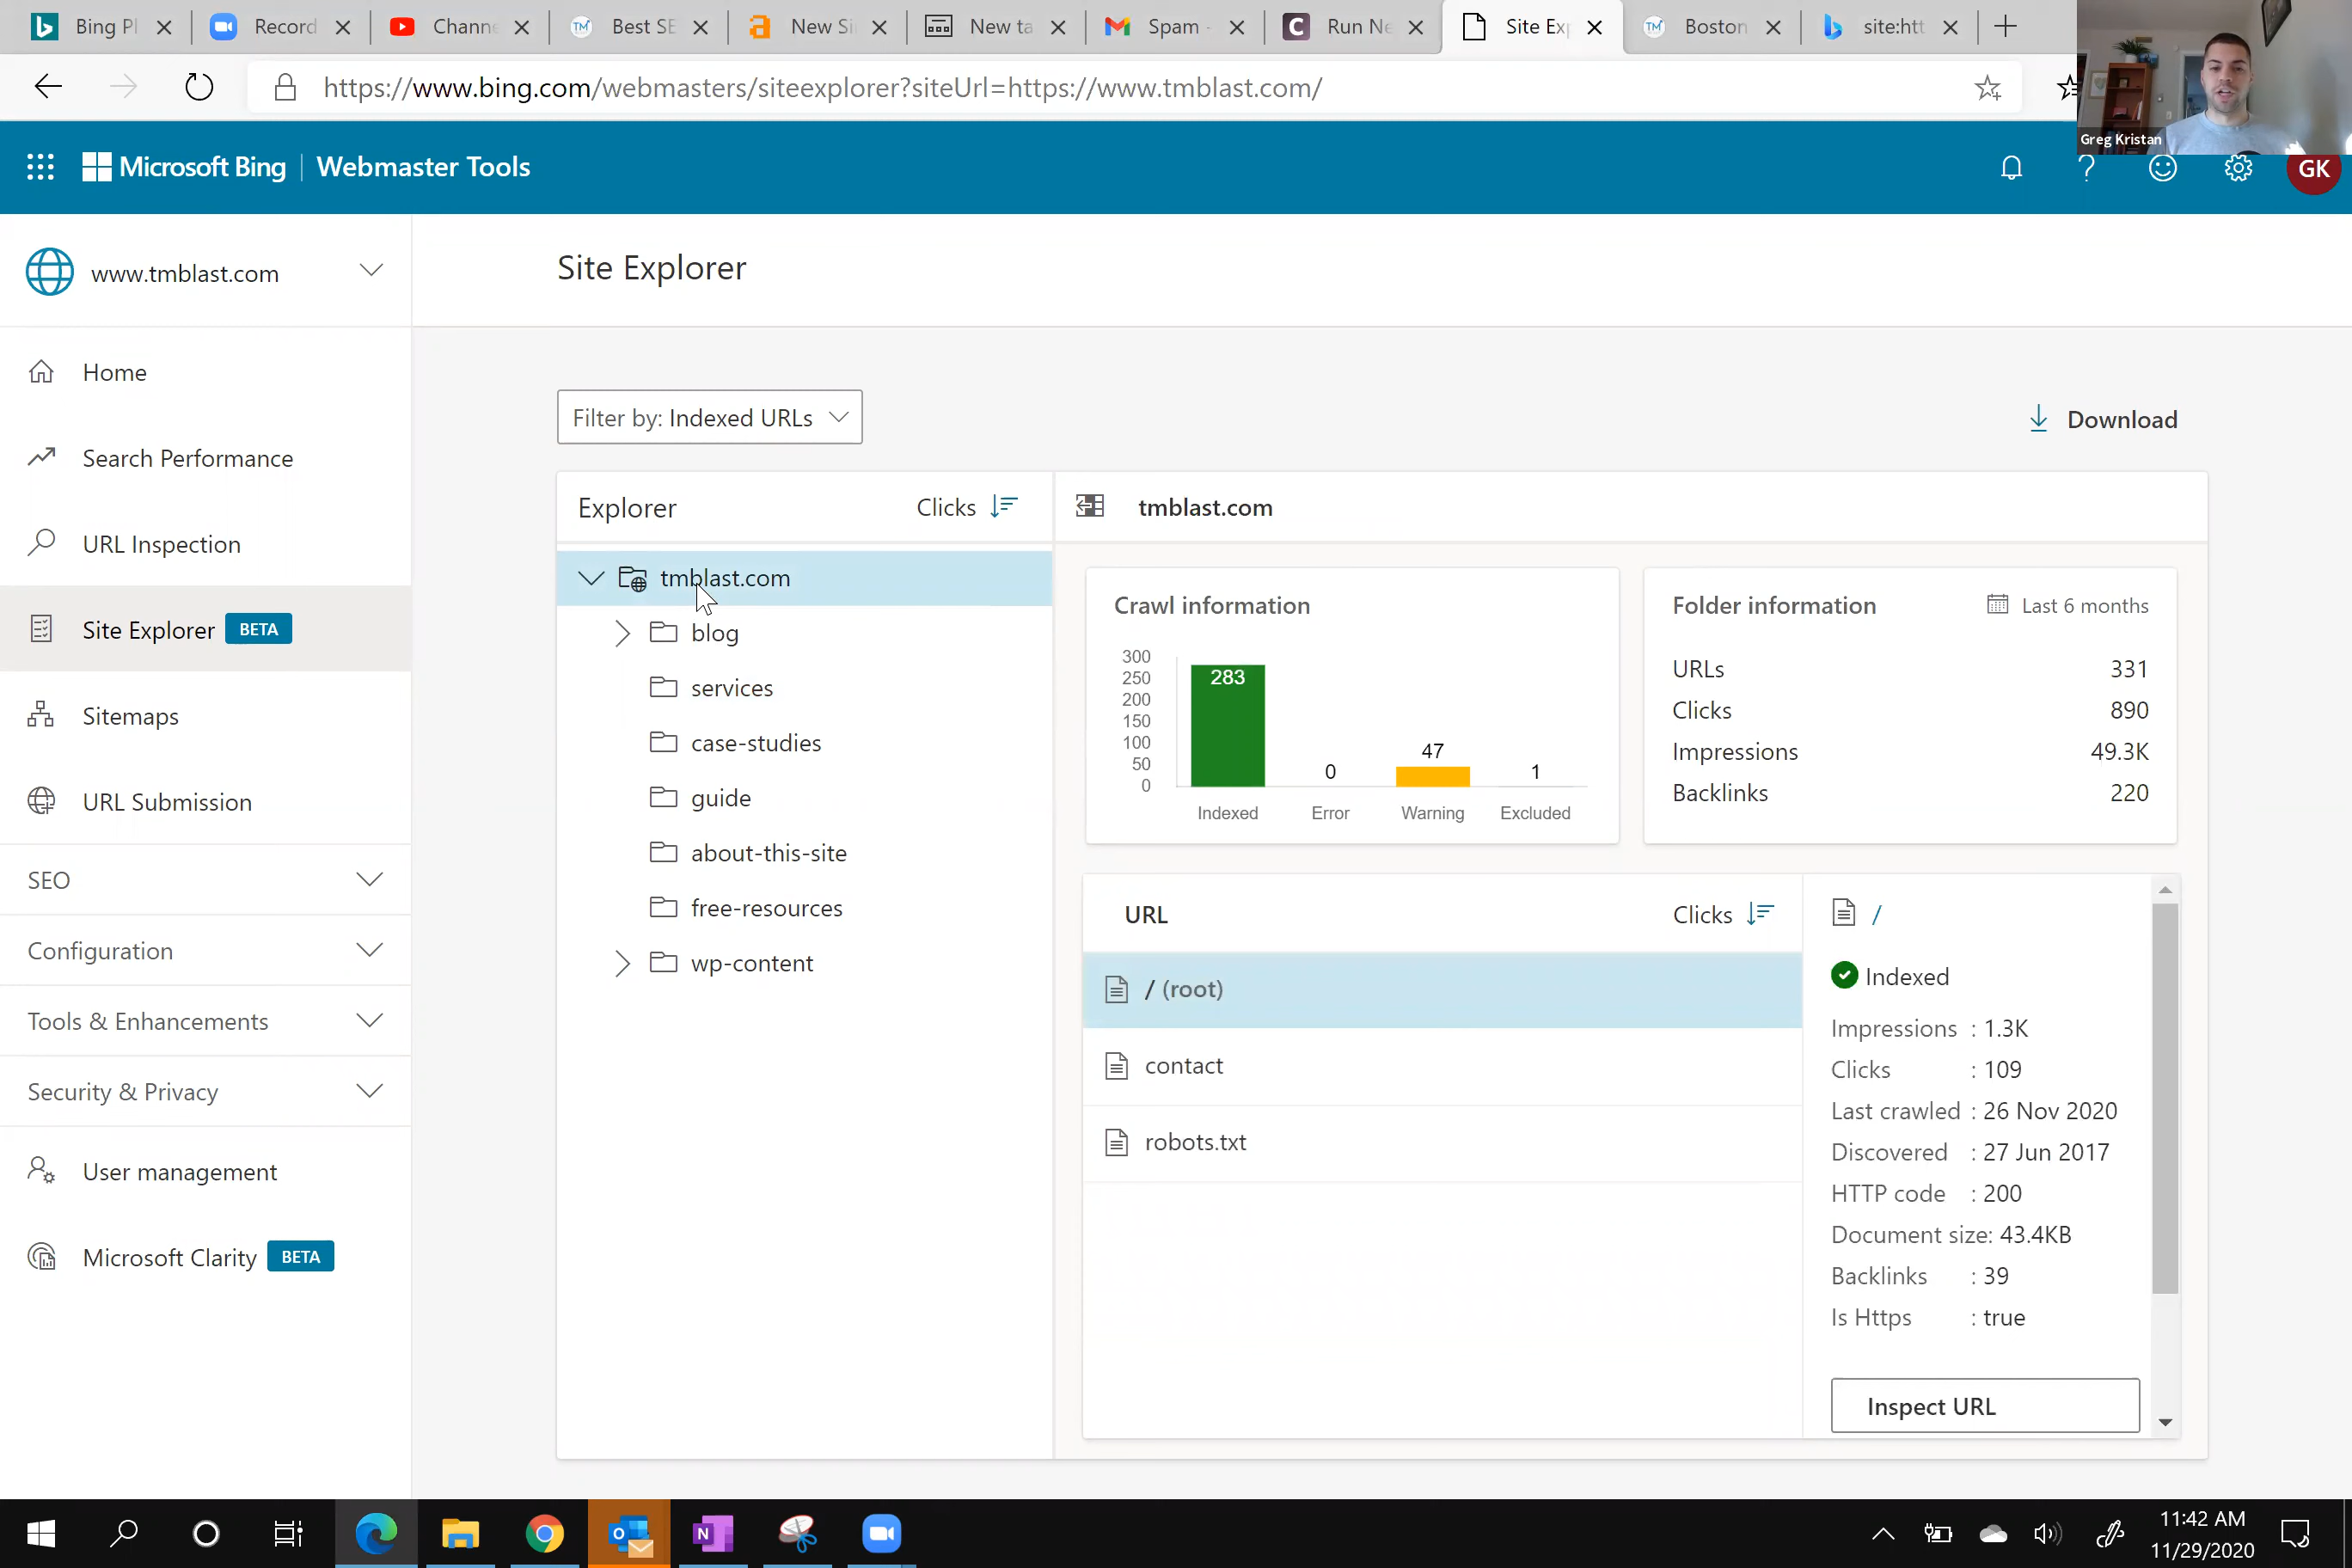 Bing Pl
Record
Channe
Best SE
New Si
New ta
Spam -
Run Ne
Site Exp
Boston
site:htt
https://www.bing.com/webmasters/siteexplorer?siteUrl=https://www.tmblast.com/
Greg Kristan
Microsoft Bing | Webmaster Tools
GK
www.tmblast.com
Site Explorer
Home
Search Performance
URL Inspection
Site Explorer BETA
Sitemaps
URL Submission
SEO
Configuration
Tools & Enhancements
Security & Privacy
User management
Microsoft Clarity BETA
Filter by: Indexed URLs
Download
Explorer
Clicks
tmblast.com
blog
services
case-studies
guide
about-this-site
free-resources
wp-content
tmblast.com
Crawl information
300
250
200
150
100
50
0
283
0
47
1
Indexed
Error
Warning
Excluded
Folder information
Last 6 months
URLs 331
Clicks 890
Impressions 49.3K
Backlinks 220
URL
Clicks
/ (root)
contact
robots.txt
/
Indexed
Impressions : 1.3K
Clicks : 109
Last crawled : 26 Nov 2020
Discovered : 27 Jun 2017
HTTP code : 200
Document size: 43.4KB
Backlinks : 39
Is Https : true
Inspect URL
11:42 AM
11/29/2020